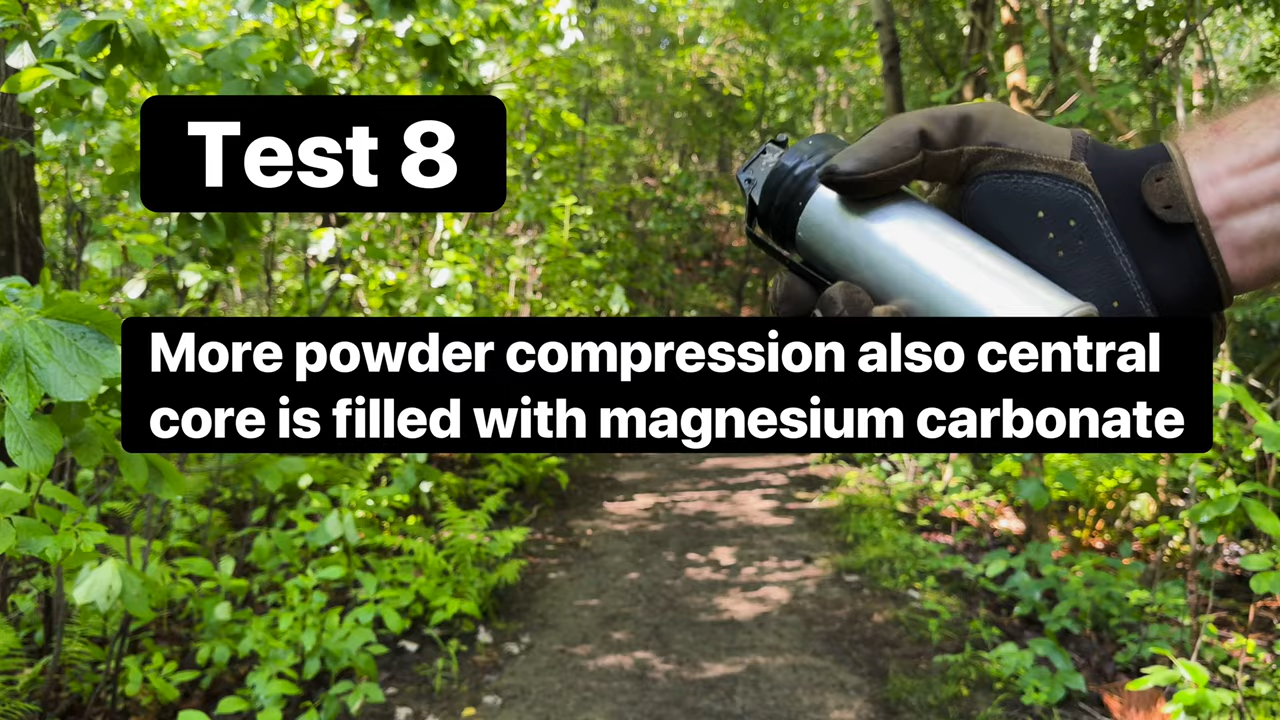 Test 8
More powder compression also central
core is filled with magnesium carbonate